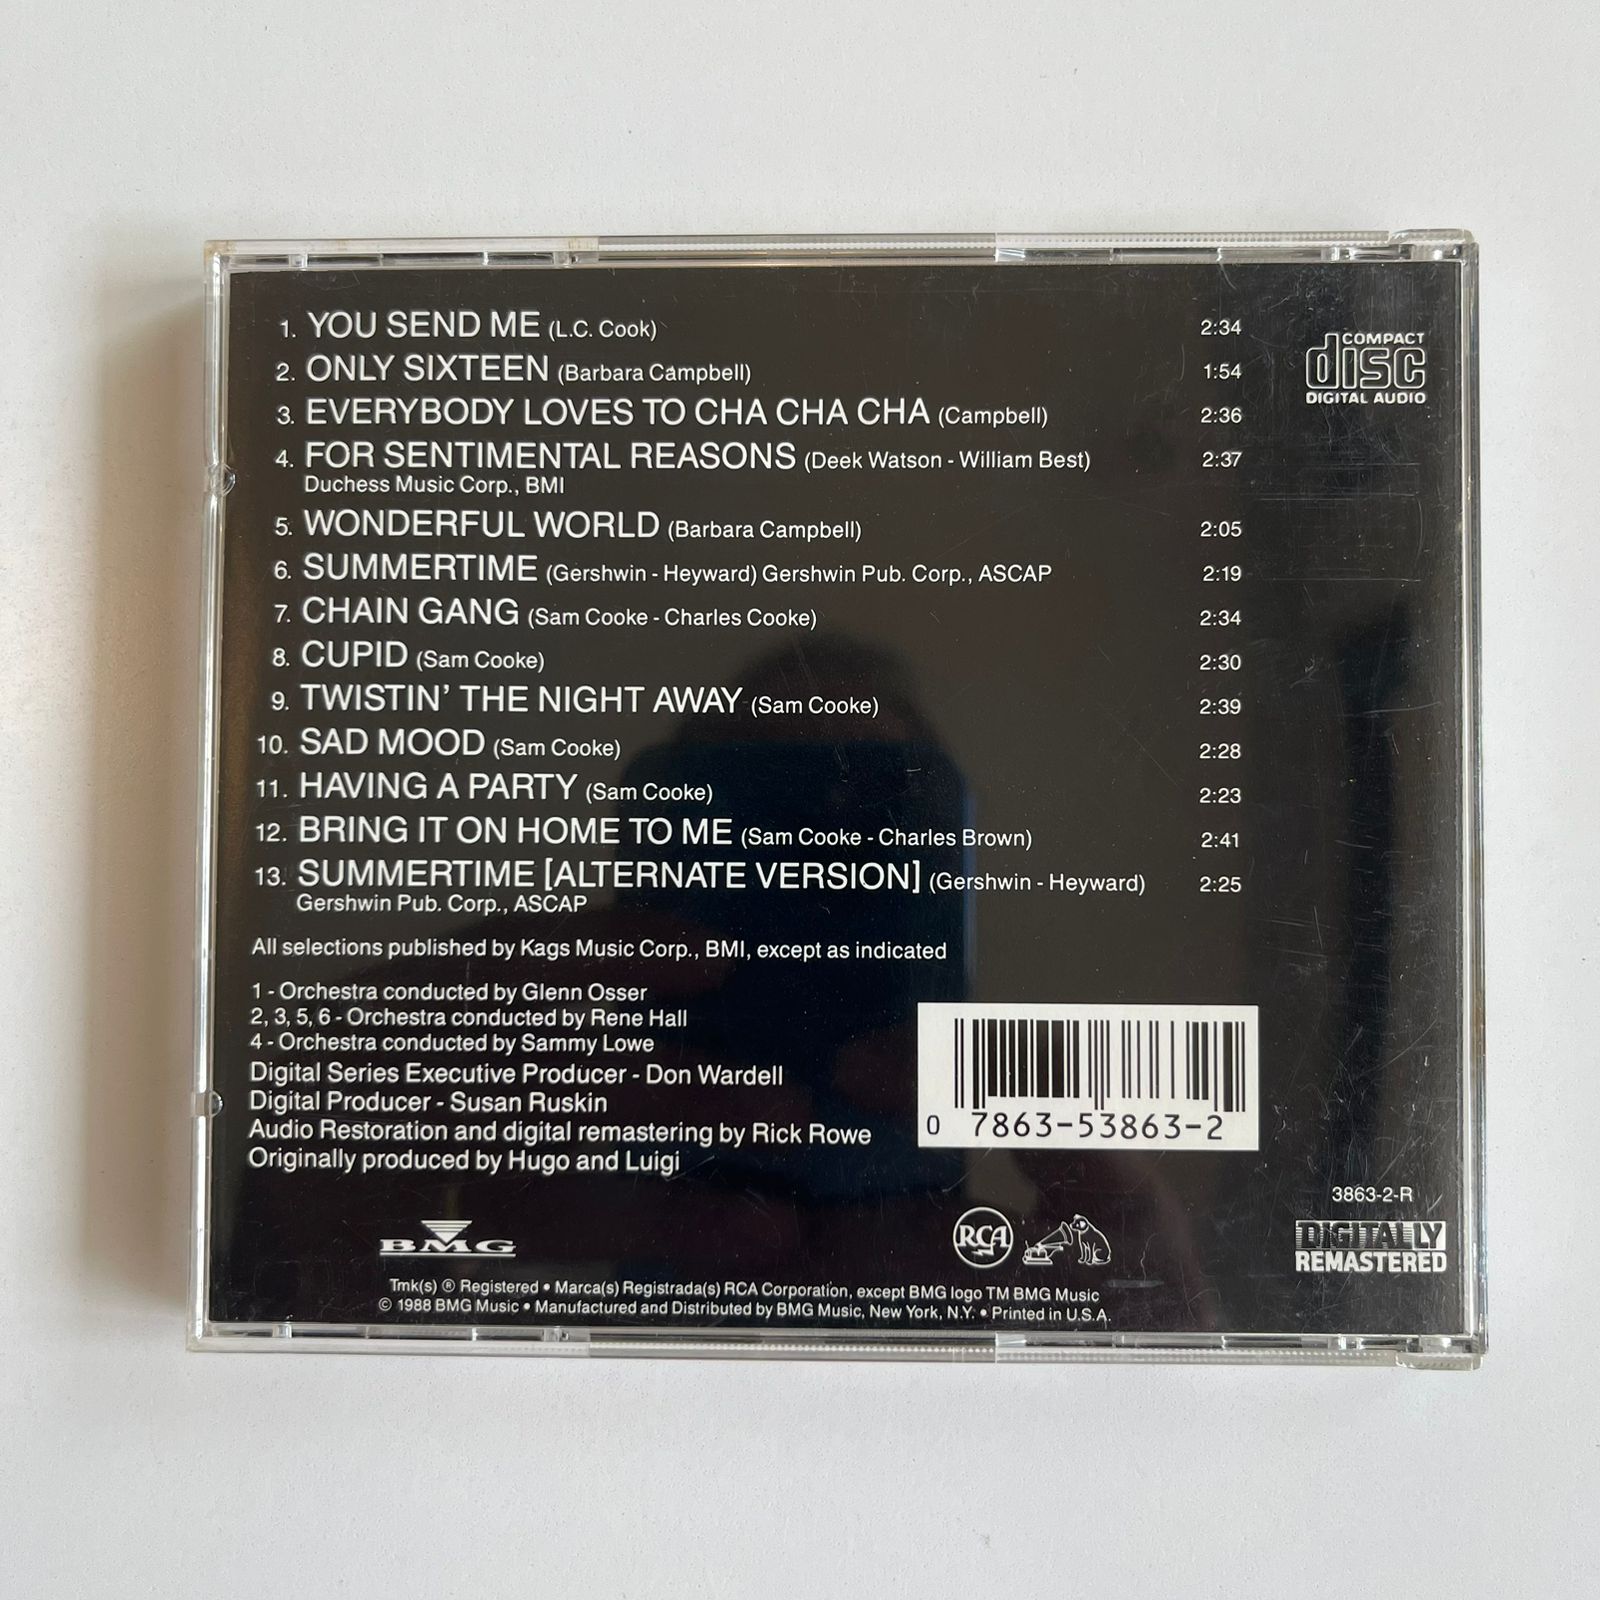 1. YOU SEND ME (L.C. Cook) 2:34
2. ONLY SIXTEEN (Barbara Campbell) 1:54
3. EVERYBODY LOVES TO CHA CHA CHA (Campbell) 2:36
4. FOR SENTIMENTAL REASONS (Deek Watson - William Best) 2:37
Duchess Music Corp., BMI
5. WONDERFUL WORLD (Barbara Campbell) 2:05
6. SUMMERTIME (Gershwin - Heyward) Gershwin Pub. Corp., ASCAP 2:19
7. CHAIN GANG (Sam Cooke - Charles Cooke) 2:34
8. CUPID (Sam Cooke) 2:30
9. TWISTIN' THE NIGHT AWAY (Sam Cooke) 2:39
10. SAD MOOD (Sam Cooke) 2:28
11. HAVING A PARTY (Sam Cooke) 2:23
12. BRING IT ON HOME TO ME (Sam Cooke - Charles Brown) 2:41
13. SUMMERTIME [ALTERNATE VERSION] (Gershwin - Heyward) 2:25
Gershwin Pub. Corp., ASCAP
All selections published by Kags Music Corp., BMI, except as indicated
1 - Orchestra conducted by Glenn Osser
2, 3, 5, 6 - Orchestra conducted by Rene Hall
4 - Orchestra conducted by Sammy Lowe
Digital Series Executive Producer - Don Wardell
Digital Producer - Susan Ruskin
Audio Restoration and digital remastering by Rick Rowe
Originally produced by Hugo and Luigi
COMPACT
disc
DIGITAL AUDIO
0 7863-53863-2
3863-2-R
BMG
RCA
DIGITALLY
REMASTERED
Tmk(s) ® Registered • Marca(s) Registrada(s) RCA Corporation, except BMG logo TM BMG Music
© 1988 BMG Music • Manufactured and Distributed by BMG Music, New York, N.Y. • Printed in U.S.A.